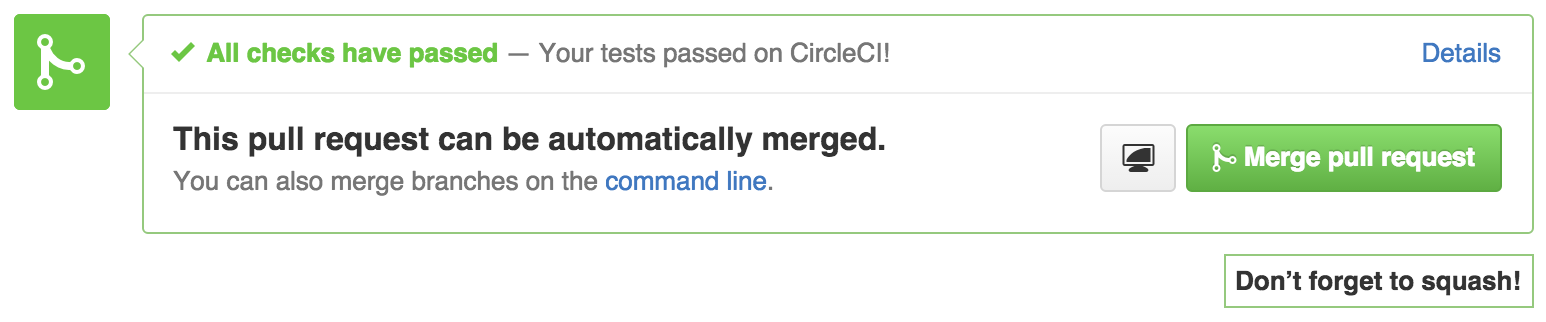 All checks have passed — Your tests passed on CircleCI!
Details
This pull request can be automatically merged.
You can also merge branches on the command line.
Merge pull request
Don’t forget to squash!